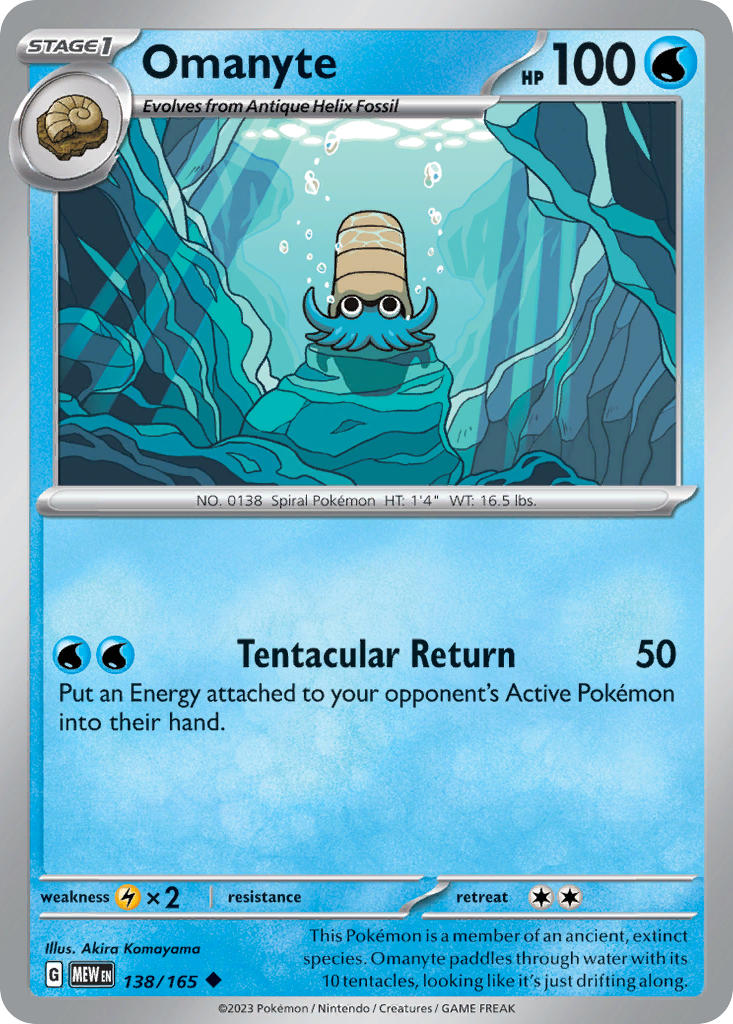 STAGE1
Omanyte
HP 100
Evolves from Antique Helix Fossil
NO. 0138 Spiral Pokémon HT: 1'4" WT: 16.5 lbs.
Tentacular Return 50
Put an Energy attached to your opponent's Active Pokémon
into their hand.
weakness ×2 resistance retreat
Illus. Akira Komayama
G MEW EN 138/165
This Pokémon is a member of an ancient, extinct
species. Omanyte paddles through water with its
10 tentacles, looking like it's just drifting along.
©2023 Pokémon / Nintendo / Creatures / GAME FREAK